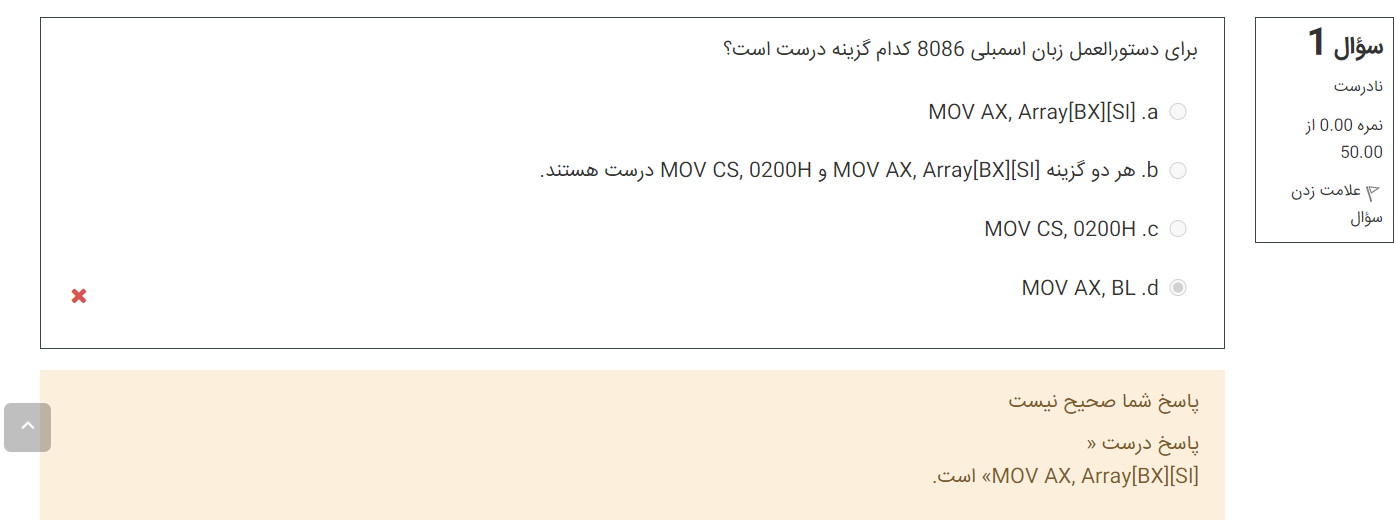 سؤال 1
نادرست
نمره 0.00 از
50.00
علامت زدن
سؤال
برای دستورالعمل زبان اسمبلی 8086 کدام گزینه درست است؟
a. MOV AX, Array[BX][SI]
b. هر دو گزینه MOV AX, Array[BX][SI] و MOV CS, 0200H درست هستند.
c. MOV CS, 0200H
d. MOV AX, BL
پاسخ شما صحیح نیست
پاسخ درست «
MOV AX, Array[BX][SI]» است.